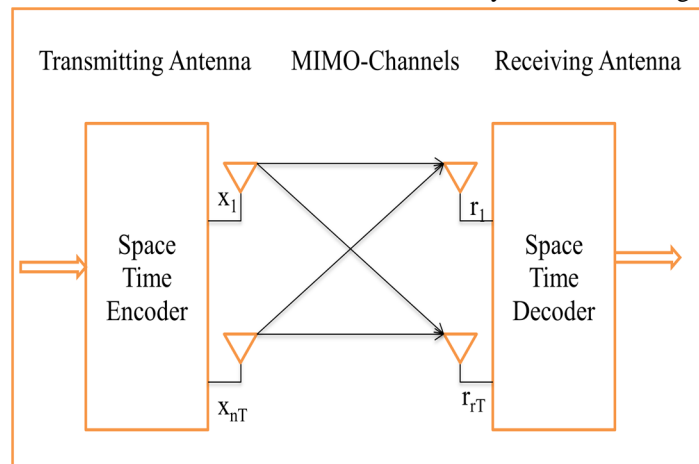 Transmitting Antenna MIMO-Channels Receiving Antenna
x1
r1
Space
Time
Encoder
Space
Time
Decoder
xnT
rrT